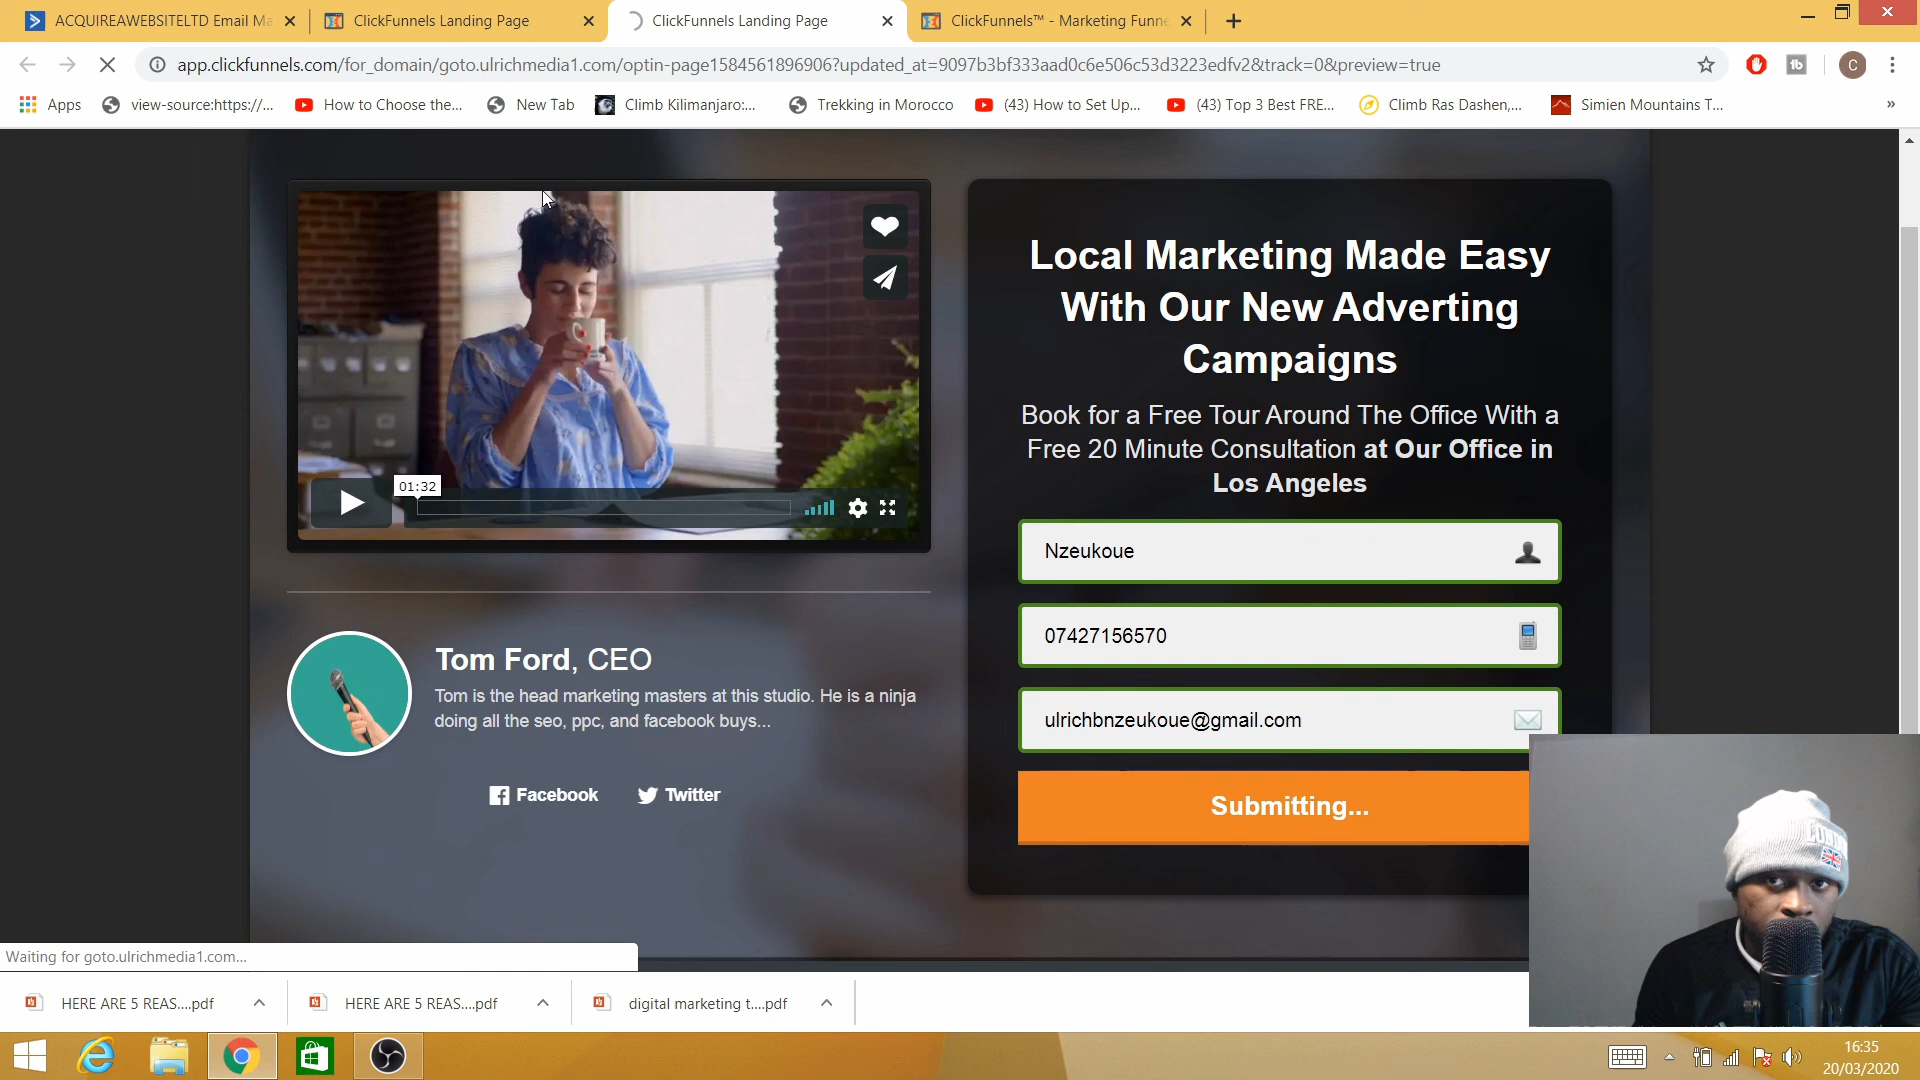 ACQUIREAWEBSITELTD Email Ma
ClickFunnels Landing Page
ClickFunnels Landing Page
ClickFunnels™ - Marketing Funne
app.clickfunnels.com/for_domain/goto.ulrichmedia1.com/optin-page1584561896906?updated_at=9097b3bf333aad0c6e506c53d3223edfv2&track=0&preview=true
C
Apps
view-source:https://...
How to Choose the...
New Tab
Climb Kilimanjaro:...
Trekking in Morocco
(43) How to Set Up...
(43) Top 3 Best FRE...
Climb Ras Dashen,...
Simien Mountains T...
»
01:32
Local Marketing Made Easy
With Our New Adverting
Campaigns
Book for a Free Tour Around The Office With a
Free 20 Minute Consultation at Our Office in
Los Angeles
Nzeukoue
07427156570
ulrichbnzeukoue@gmail.com
Submitting...
Tom Ford, CEO
Tom is the head marketing masters at this studio. He is a ninja
doing all the seo, ppc, and facebook buys...
Facebook
Twitter
Waiting for goto.ulrichmedia1.com...
HERE ARE 5 REAS....pdf
HERE ARE 5 REAS....pdf
digital marketing t....pdf
16:35
20/03/2020